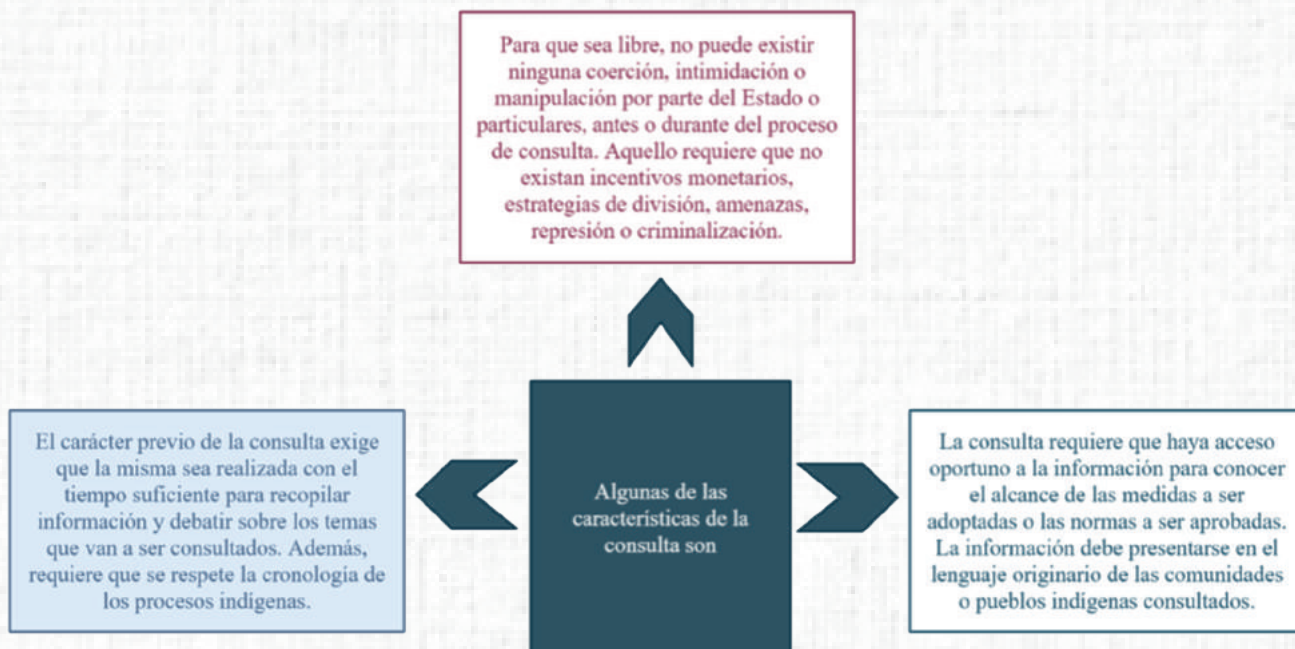 Para que sea libre, no puede existir
ninguna coerción, intimidación o
manipulación por parte del Estado o
particulares, antes o durante del proceso
de consulta. Aquello requiere que no
existan incentivos monetarios,
estrategias de división, amenazas,
represión o criminalización.
El carácter previo de la consulta exige
que la misma sea realizada con el
tiempo suficiente para recopilar
información y debatir sobre los temas
que van a ser consultados. Además,
requiere que se respete la cronología de
los procesos indígenas.
Algunas de las
características de la
consulta son
La consulta requiere que haya acceso
oportuno a la información para conocer
el alcance de las medidas a ser
adoptadas o las normas a ser aprobadas.
La información debe presentarse en el
lenguaje originario de las comunidades
o pueblos indígenas consultados.